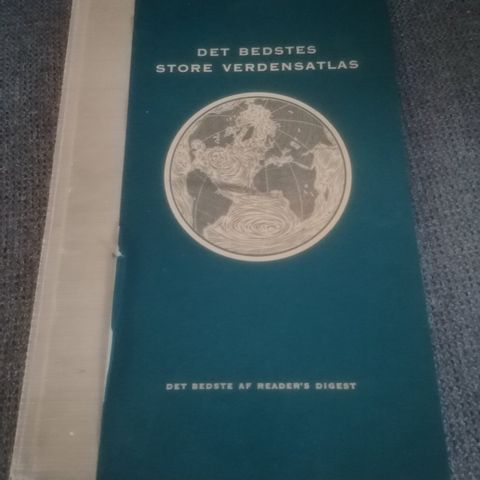 DET BEDSTES
STORE VERDENSATLAS
DET BEDSTE AF READER'S DIGEST